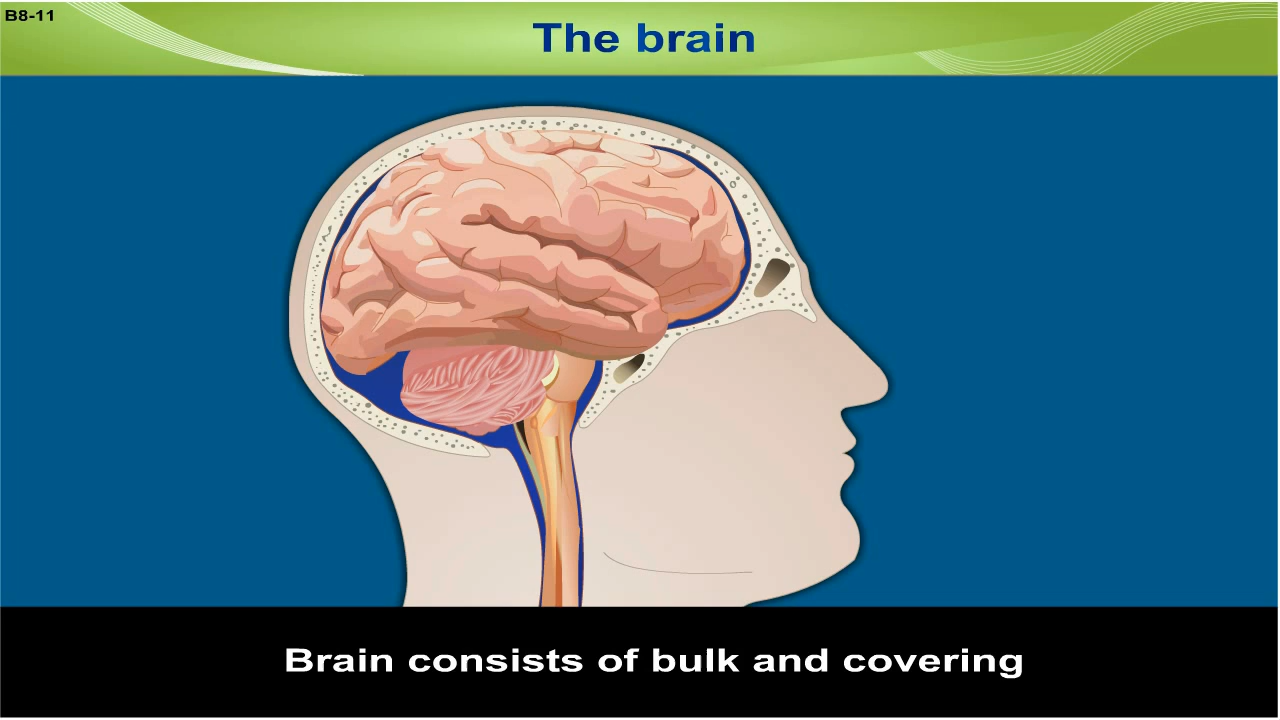 B8-11
The brain
Brain consists of bulk and covering